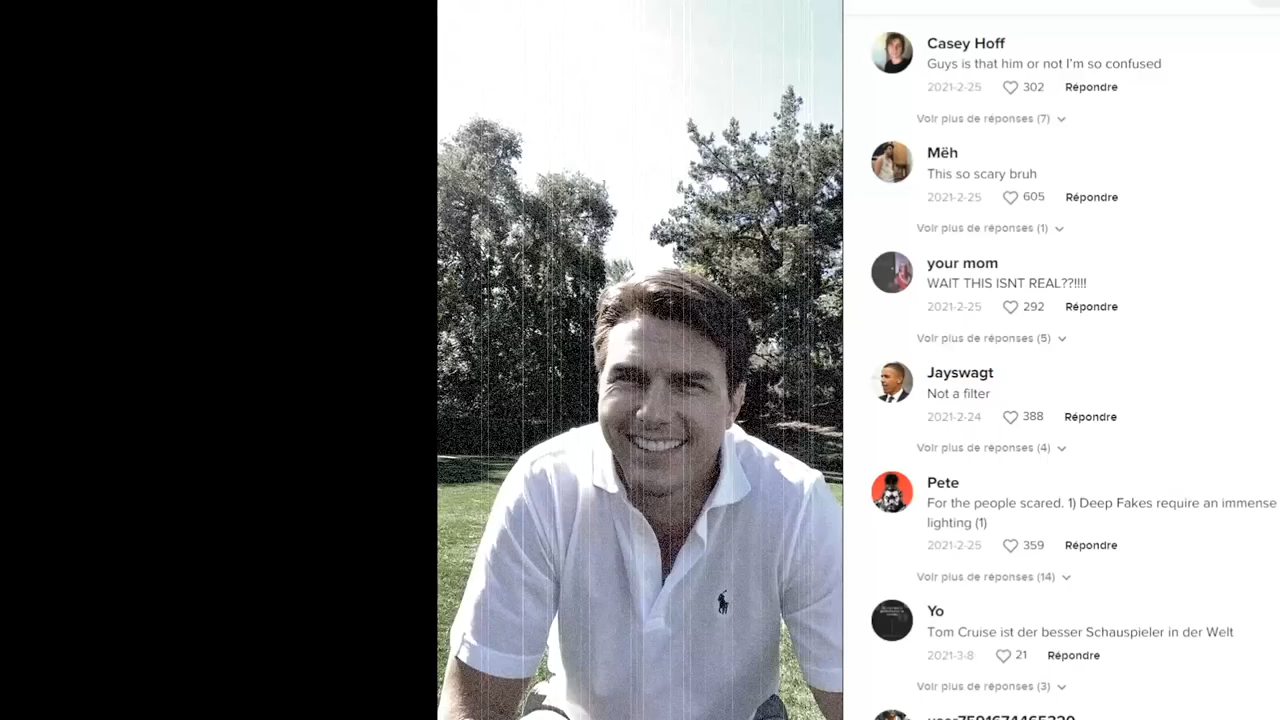 Casey Hoff
Guys is that him or not I'm so confused
2021-2-25 302 Répondre
Voir plus de réponses (7)
Mëh
This so scary bruh
2021-2-25 605 Répondre
Voir plus de réponses (1)
your mom
WAIT THIS ISNT REAL??!!!!
2021-2-25 292 Répondre
Voir plus de réponses (5)
Jayswagt
Not a filter
2021-2-24 388 Répondre
Voir plus de réponses (4)
Pete
For the people scared. 1) Deep Fakes require an immense
lighting (1)
2021-2-25 359 Répondre
Voir plus de réponses (14)
Yo
Tom Cruise ist der besser Schauspieler in der Welt
2021-3-8 21 Répondre
Voir plus de réponses (3)